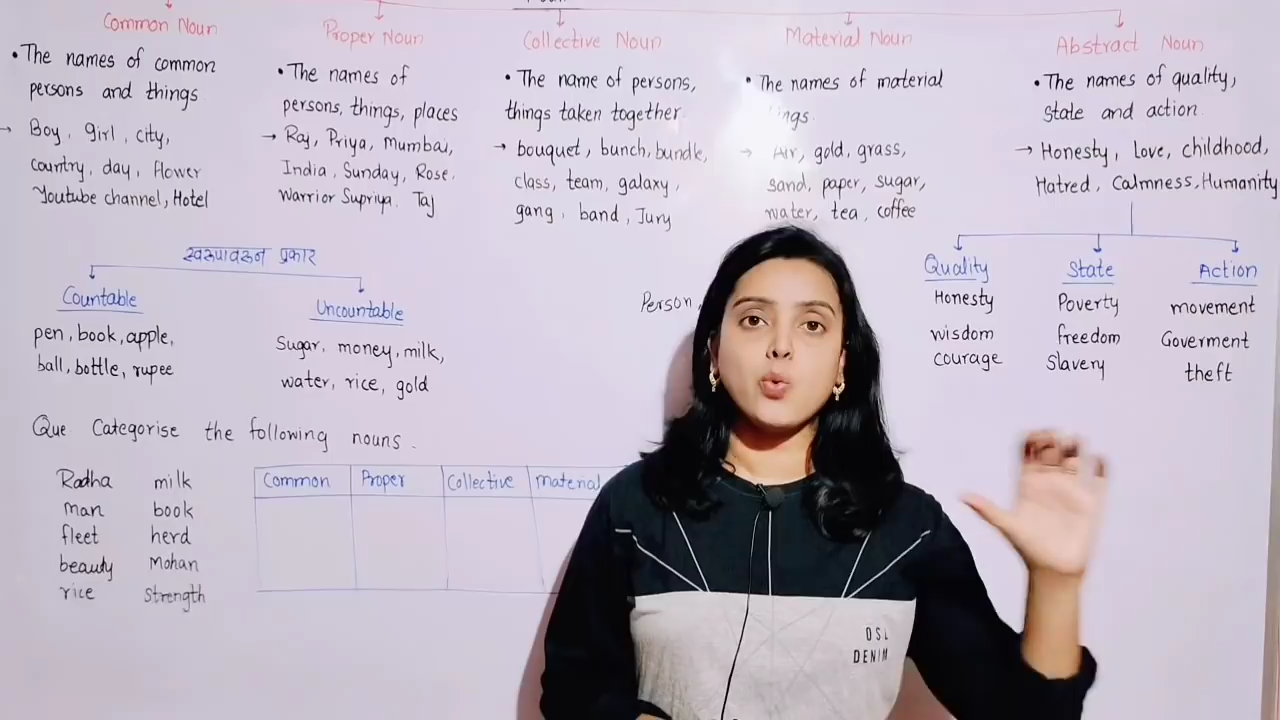 Common Noun
• The names of common
persons and things
→ Boy, girl, city,
country, day, flower
Youtube channel, Hotel
Proper Noun
• The names of
persons, things, places
→ Raj, Priya, Mumbai,
India, Sunday, Rose.
Warrior Supriya. Taj
Collective Noun
• The name of persons,
things taken together.
→ bouquet, bunch, bundle,
class, team, galaxy,
gang, band, Jury
Material Noun
• The names of material
→ Air, gold, grass,
sand, paper, sugar,
water, tea, coffee
Abstract Noun
• The names of quality,
State and action
→ Honesty, Love, childhood,
Hatred, Calmness, Humanity
Quality
Honesty
wisdom
courage
State
Poverty
freedom
Slavery
Action
movement
Goverment
theft
प्रकार
Countable
pen, book, apple,
ball, bottle, rupee
Uncountable
Sugar, money, milk,
water, rice, gold
Person,
Que Categorise the following nouns.
Radha milk
man book
fleet herd
beauty Mohan
rice Strength
Common Proper Collective material
DSL
DENIM